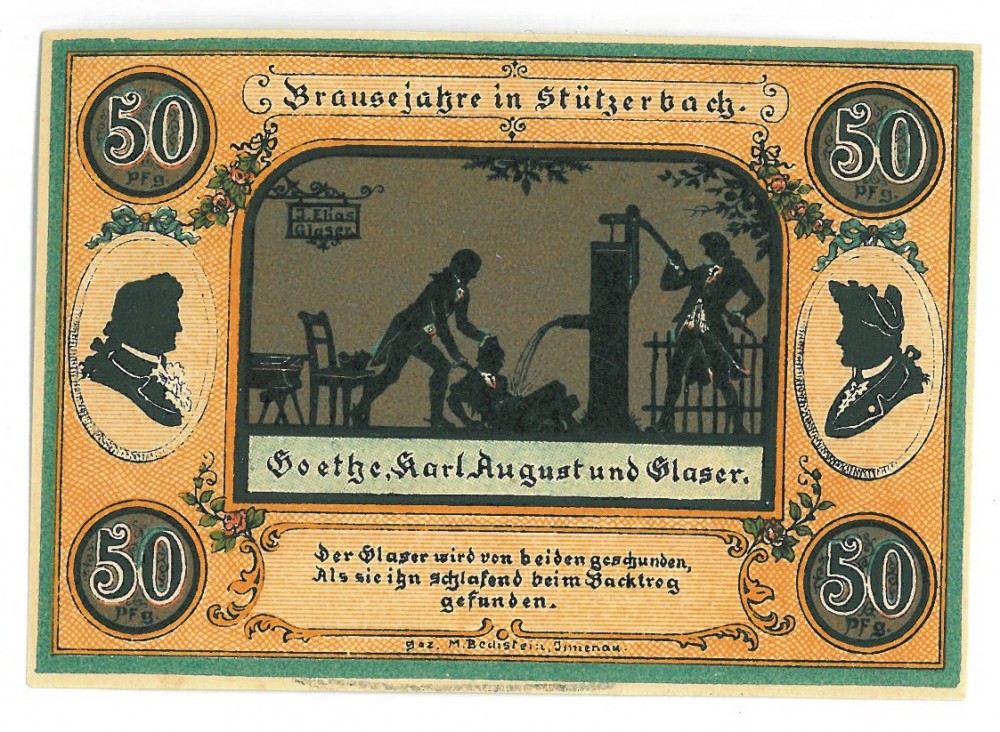 Brausejahre in Stützerbach.
50
Pfg.
50
Pfg.
J. Elias
Glaser.
Goethe, Karl August und Glaser.
50
Pfg.
50
Pfg.
Der Glaser wird von beiden geschunden,
Als sie ihn schlafend beim Backtrog
gefunden.
gez. M. Bechstein, Ilmenau.